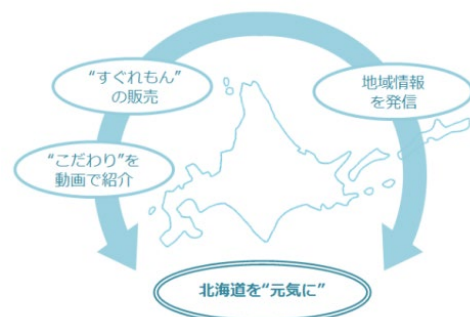 “すぐれもん”
の販売
地域情報
を発信
“こだわり”を
動画で紹介
北海道を“元気に”